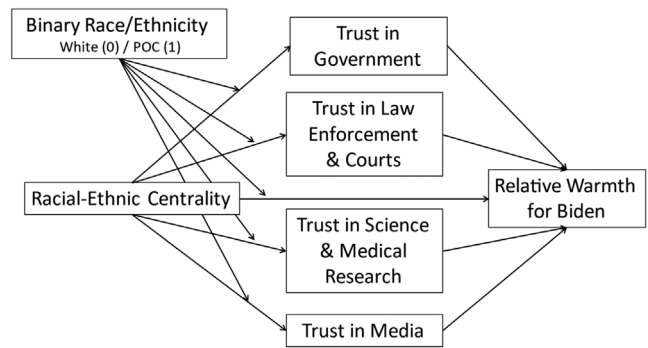 Binary Race/Ethnicity
White (0) / POC (1)
Trust in
Government
Trust in Law
Enforcement
& Courts
Racial-Ethnic Centrality
Relative Warmth
for Biden
Trust in Science
& Medical
Research
Trust in Media